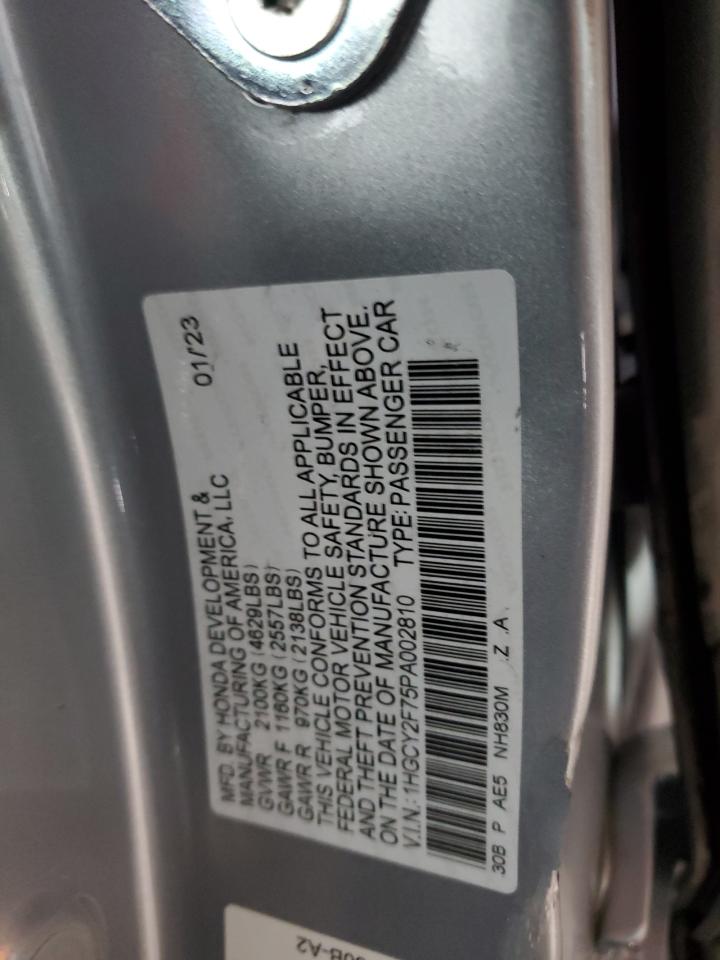 MFD. BY HONDA DEVELOPMENT & 01/23
MANUFACTURING OF AMERICA, LLC
GVWR 2100KG (4629LBS)
GAWR F 1160KG (2557LBS)
GAWR R 970KG (2138LBS)
THIS VEHICLE CONFORMS TO ALL APPLICABLE
FEDERAL MOTOR VEHICLE SAFETY, BUMPER,
AND THEFT PREVENTION STANDARDS IN EFFECT
ON THE DATE OF MANUFACTURE SHOWN ABOVE.
V.I.N.: 1HGCY2F75PA002810 TYPE: PASSENGER CAR
30B P AE5 NH830M Z A
0B-A2